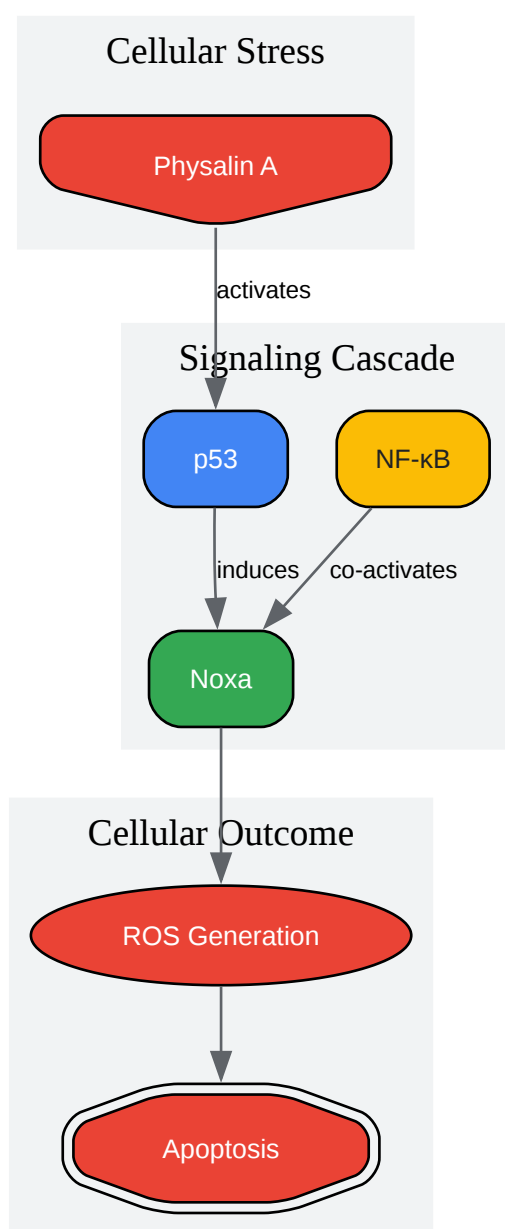 Cellular Stress
Physalin A
activates
Signaling Cascade
p53
NF-κB
induces
co-activates
Noxa
Cellular Outcome
ROS Generation
Apoptosis